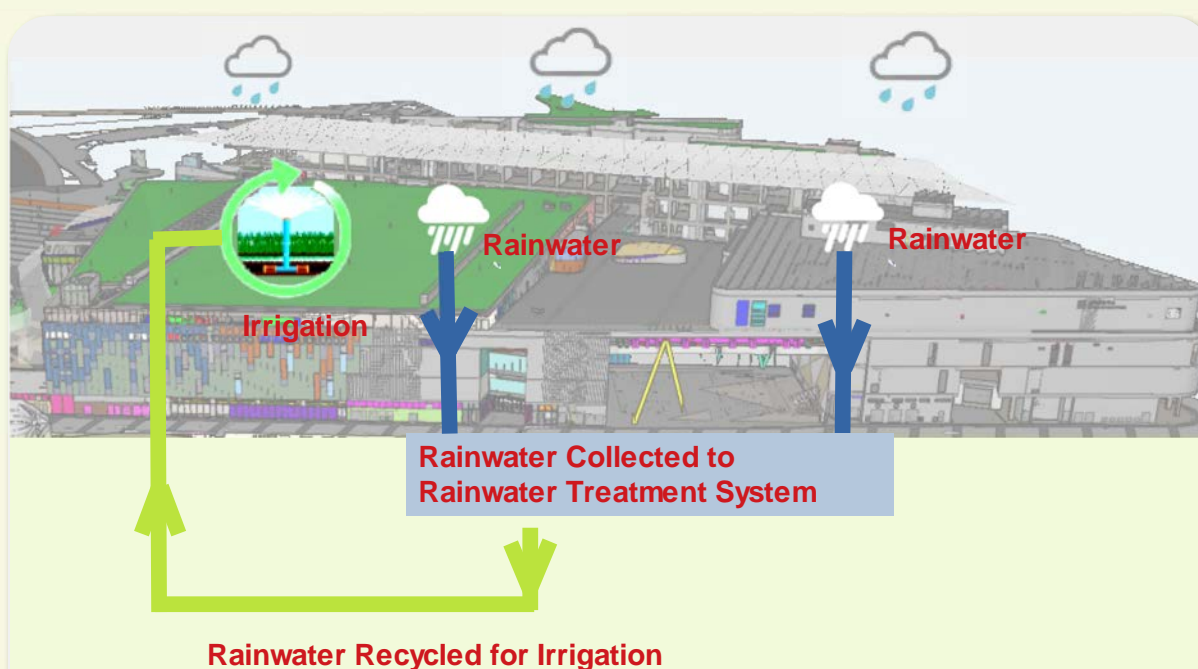 Rainwater
Rainwater
Irrigation
Rainwater Collected to
Rainwater Treatment System
Rainwater Recycled for Irrigation